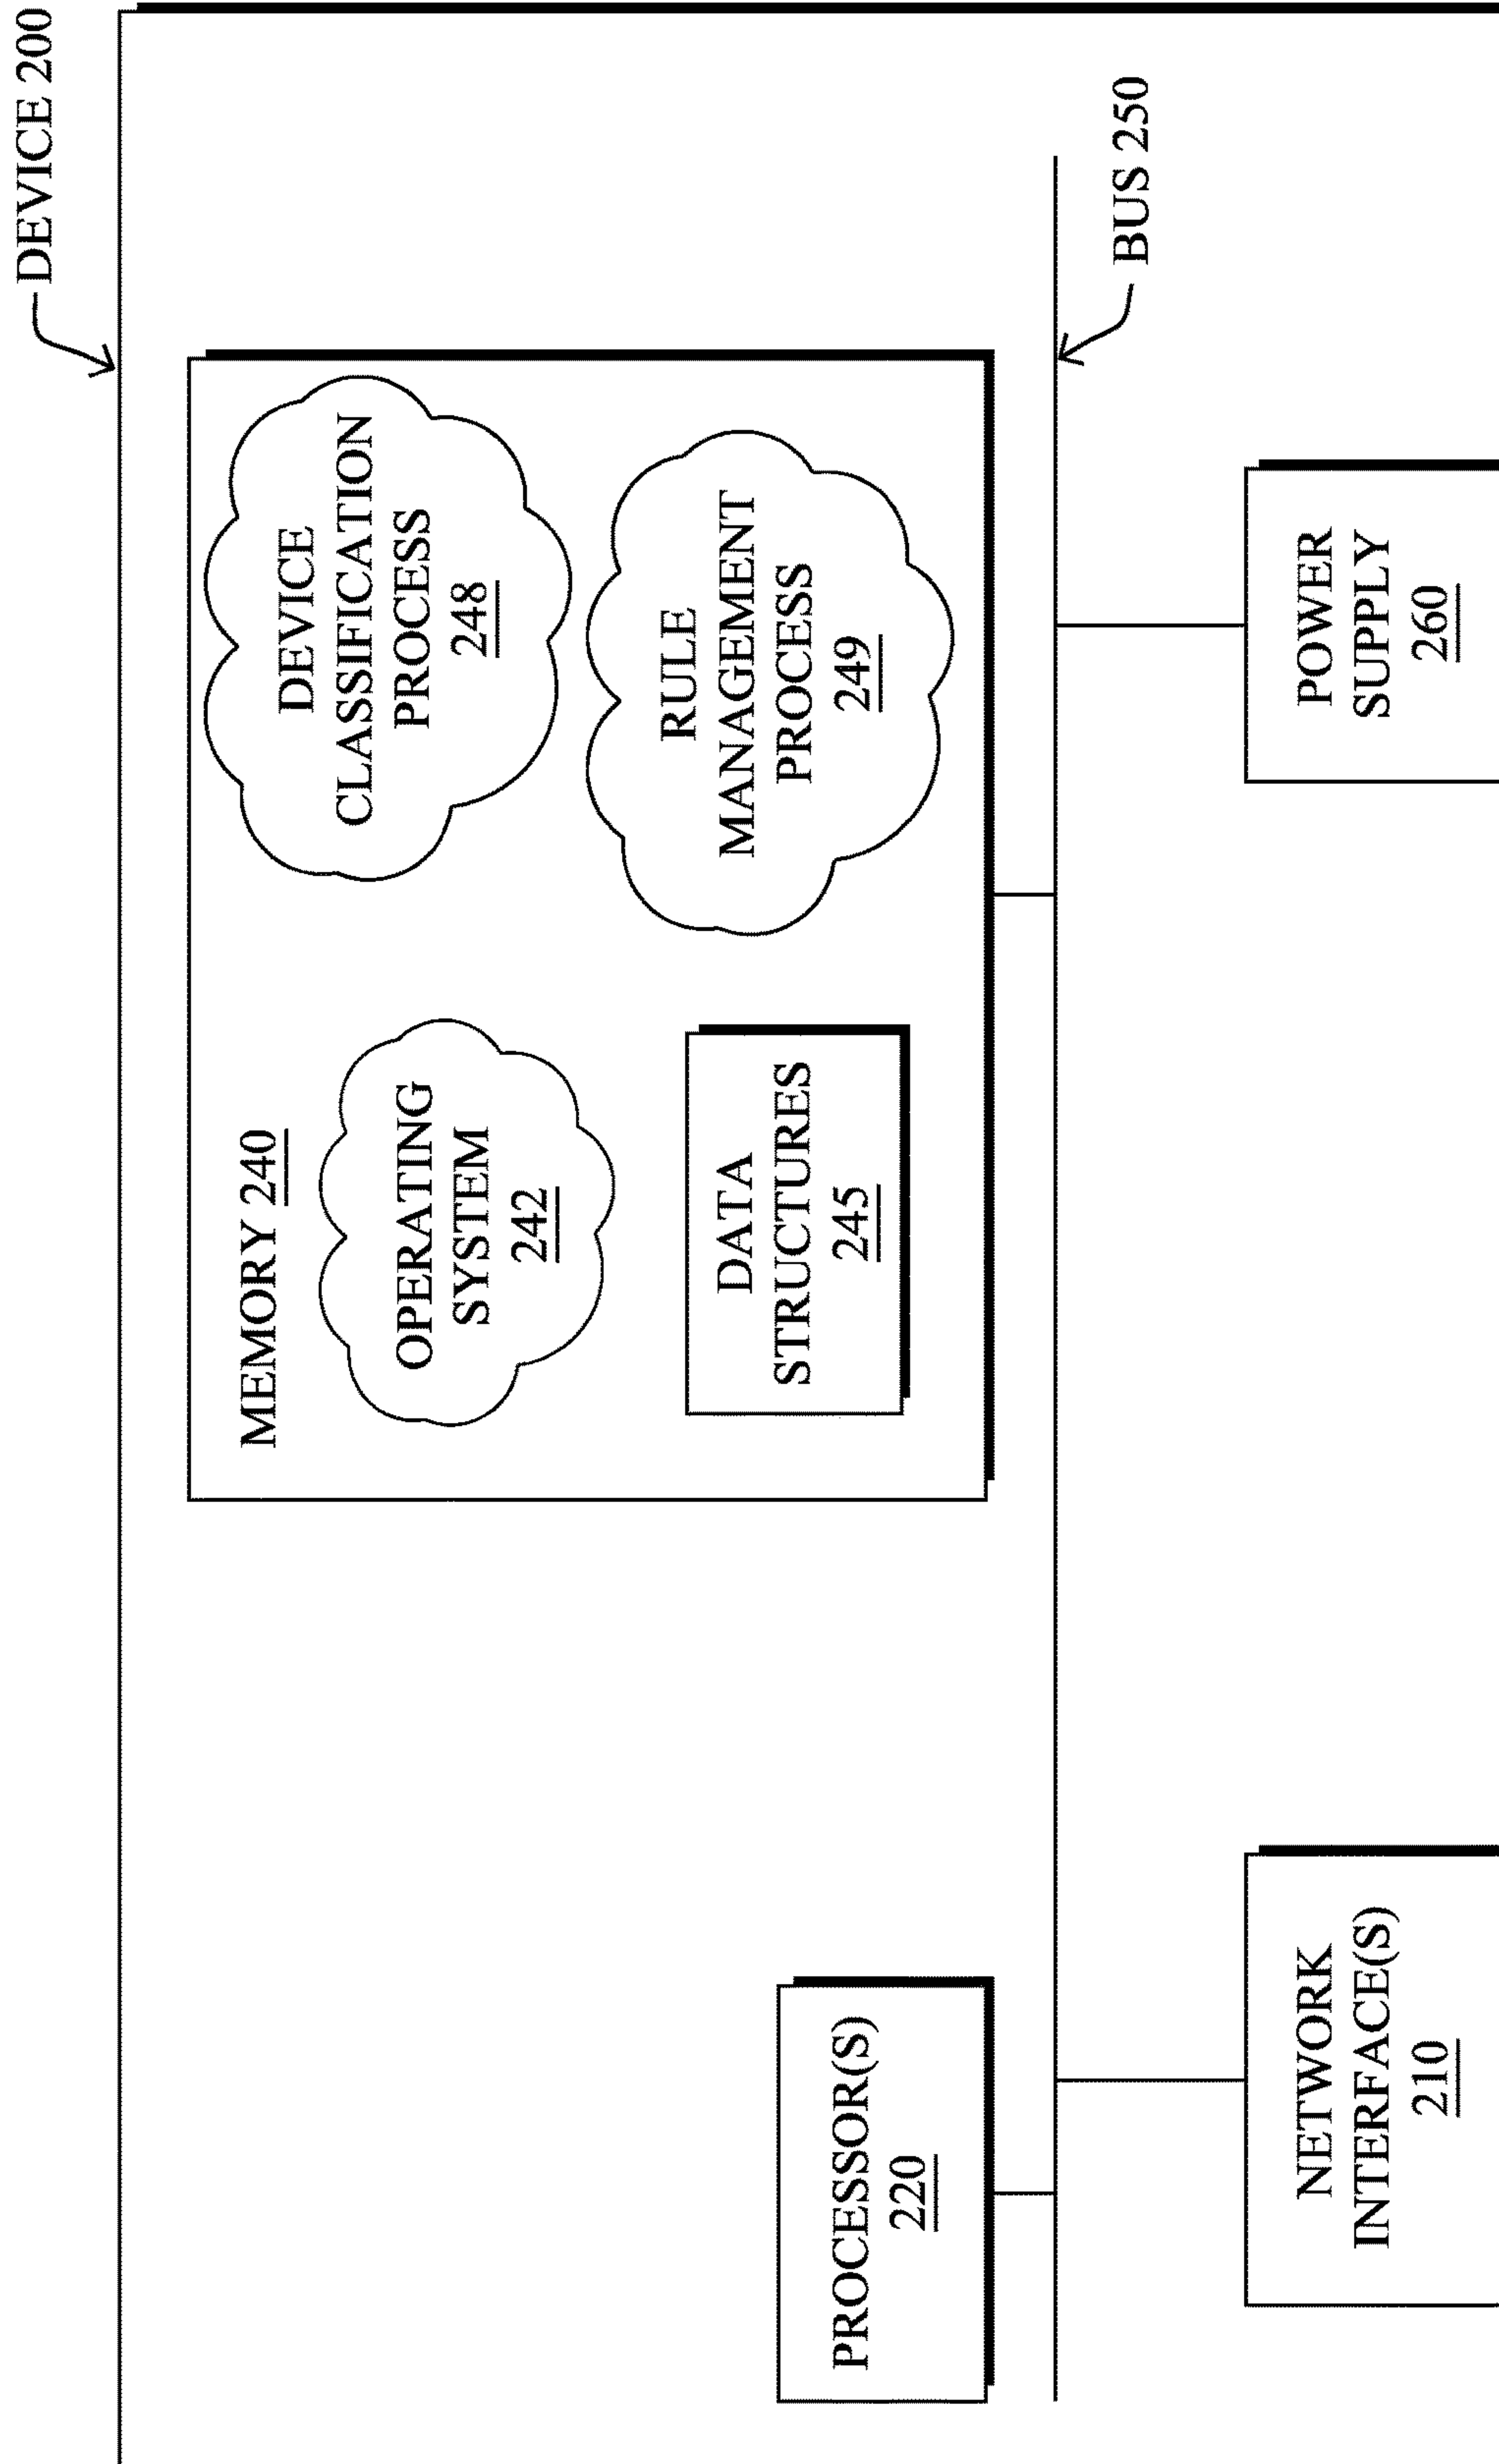 DEVICE 200
MEMORY 240
OPERATING
SYSTEM
242
DATA
STRUCTURES
245
DEVICE
CLASSIFICATION
PROCESS
248
RULE
MANAGEMENT
PROCESS
249
PROCESSOR(S)
220
BUS 250
NETWORK
INTERFACE(S)
210
POWER
SUPPLY
260